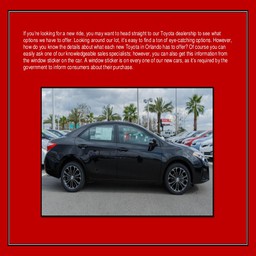 If you're looking for a new ride, you may want to head straight to our Toyota dealership to see what
options we have to offer. Looking around our lot, it's easy to find a ton of eye-catching options. However,
how do you know the details about what each new Toyota in Orlando has to offer? Of course you can
easily ask one of our knowledgeable sales specialists; however, you can also get this information from
the window sticker on the car. A window sticker is on every one of our new cars, as it's required by the
government to inform consumers about their purchase.